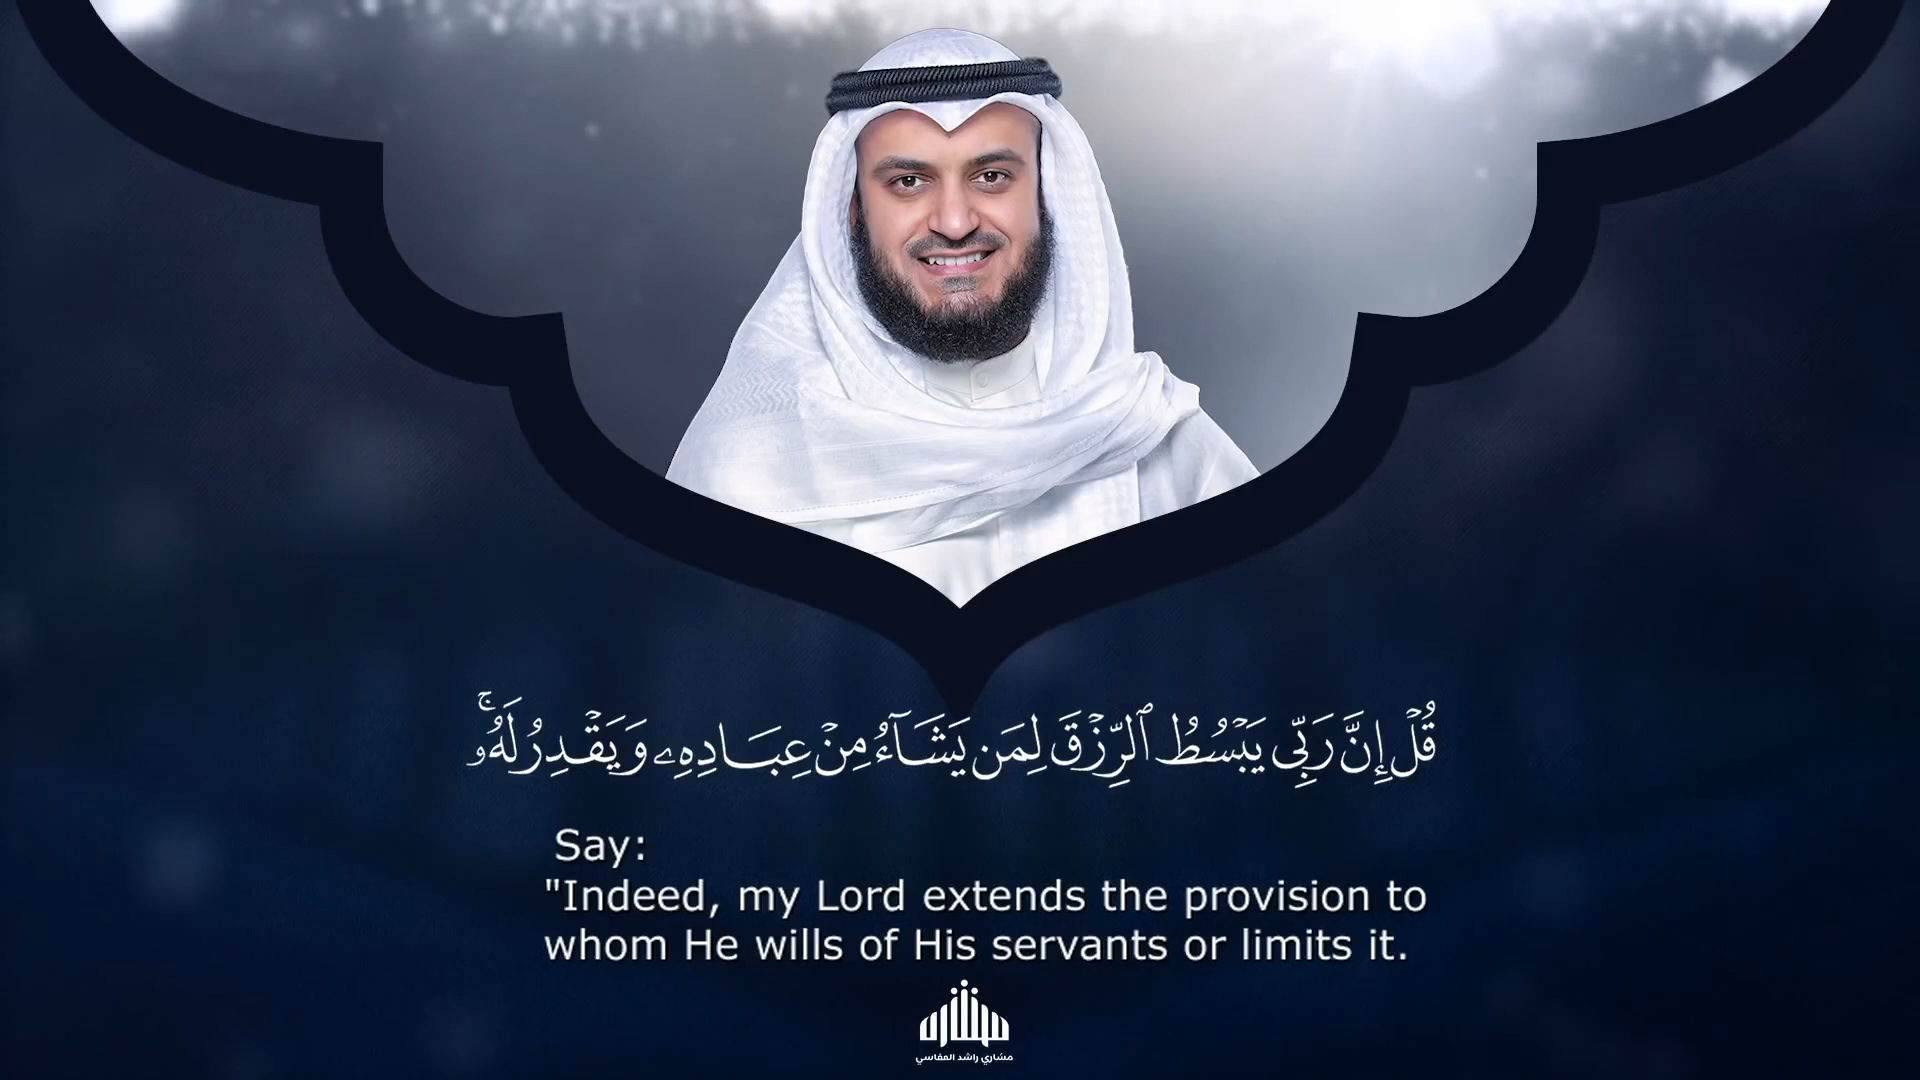 قُلْ إِنَّ رَبِّى يَبْسُطُ ٱلرِّزْقَ لِمَن يَشَآءُ مِنْ عِبَادِهِۦ وَيَقْدِرُ لَهُۥ ۚ
Say:
"Indeed, my Lord extends the provision to
whom He wills of His servants or limits it.
مشاري راشد العفاسي